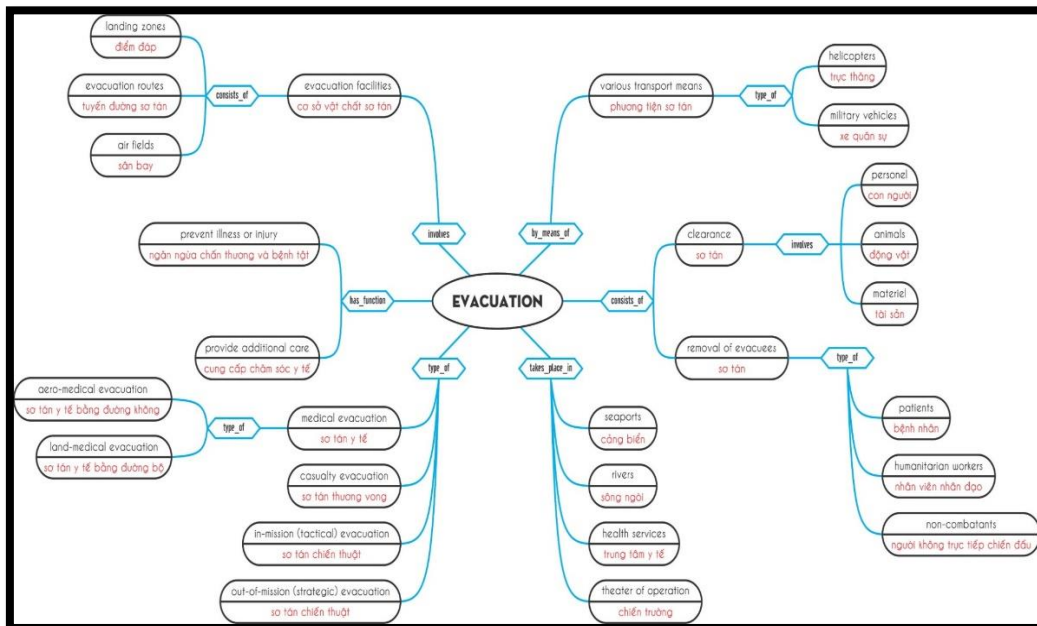 landing zones
điểm đáp
evacuation routes
tuyến đường sơ tán
air fields
sân bay
consists_of
evacuation facilities
cơ sở vật chất sơ tán
involves
prevent illness or injury
ngăn ngừa chấn thương và bệnh tật
has_function
provide additional care
cung cấp chăm sóc y tế
aero-medical evacuation
sơ tán y tế bằng đường không
land-medical evacuation
sơ tán y tế bằng đường bộ
type_of
medical evacuation
sơ tán y tế
casualty evacuation
sơ tán thương vong
in-mission (tactical) evacuation
sơ tán chiến thuật
out-of-mission (strategic) evacuation
sơ tán chiến thuật
type_of
EVACUATION
various transport means
phương tiện sơ tán
by_means_of
type_of
helicopters
trực thăng
military vehicles
xe quân sự
consists_of
clearance
sơ tán
involves
personel
con người
animals
động vật
materiel
tài sản
removal of evacuees
sơ tán
type_of
patients
bệnh nhân
humanitarian workers
nhân viên nhân đạo
non-combatants
người không trực tiếp chiến đấu
takes_place_in
seaports
cảng biển
rivers
sông ngòi
health services
trung tâm y tế
theater of operation
chiến trường